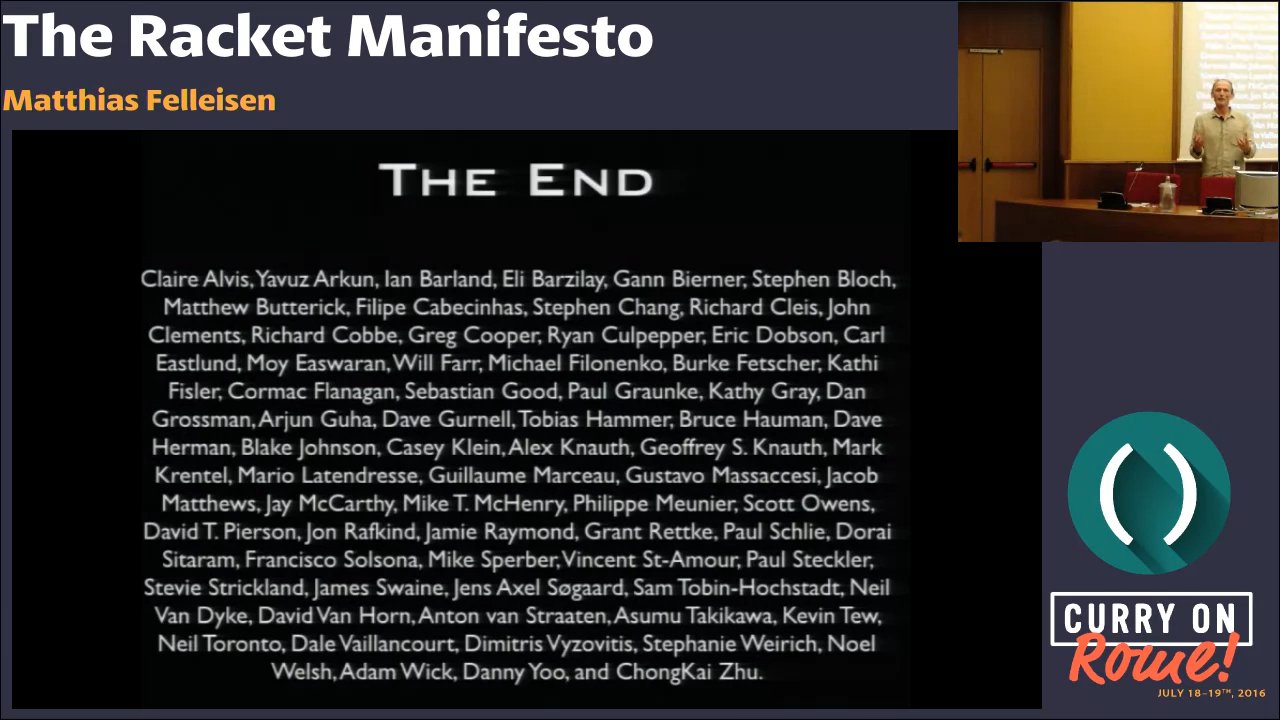 The Racket Manifesto
Matthias Felleisen
THE END
Claire Alvis, Yavuz Arkun, Ian Barland, Eli Barzilay, Gann Bierner, Stephen Bloch,
Matthew Butterick, Filipe Cabecinhas, Stephen Chang, Richard Cleis, John
Clements, Richard Cobbe, Greg Cooper, Ryan Culpepper, Eric Dobson, Carl
Eastlund, Moy Easwaran, Will Farr, Michael Filonenko, Burke Fetscher, Kathi
Fisler, Cormac Flanagan, Sebastian Good, Paul Graunke, Kathy Gray, Dan
Grossman, Arjun Guha, Dave Gurnell, Tobias Hammer, Bruce Hauman, Dave
Herman, Blake Johnson, Casey Klein, Alex Knauth, Geoffrey S. Knauth, Mark
Krentel, Mario Latendresse, Guillaume Marceau, Gustavo Massaccesi, Jacob
Matthews, Jay McCarthy, Mike T. McHenry, Philippe Meunier, Scott Owens,
David T. Pierson, Jon Rafkind, Jamie Raymond, Grant Rettke, Paul Schlie, Dorai
Sitaram, Francisco Solsona, Mike Sperber, Vincent St-Amour, Paul Steckler,
Stevie Strickland, James Swaine, Jens Axel Søgaard, Sam Tobin-Hochstadt, Neil
Van Dyke, David Van Horn, Anton van Straaten, Asumu Takikawa, Kevin Tew,
Neil Toronto, Dale Vaillancourt, Dimitris Vyzovitis, Stephanie Weirich, Noel
Welsh, Adam Wick, Danny Yoo, and ChongKai Zhu.
( )
CURRY ON
Rome!
JULY 18-19TH, 2016